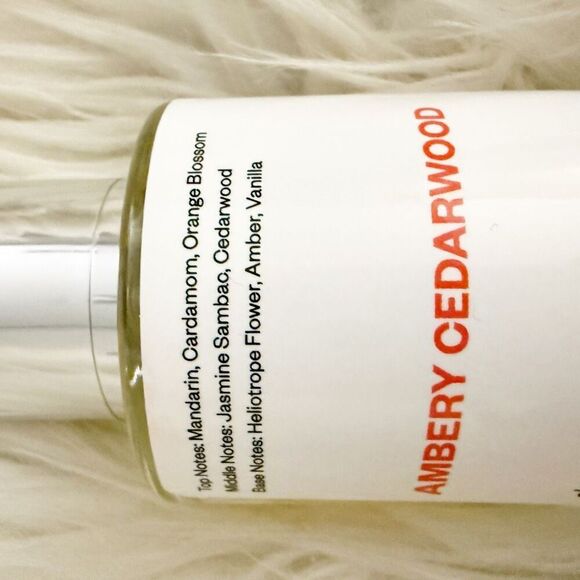 Top Notes: Mandarin, Cardamom, Orange Blossom
Middle Notes: Jasmine Sambac, Cedarwood
Base Notes: Heliotrope Flower, Amber, Vanilla
AMBERY CEDARWOOD